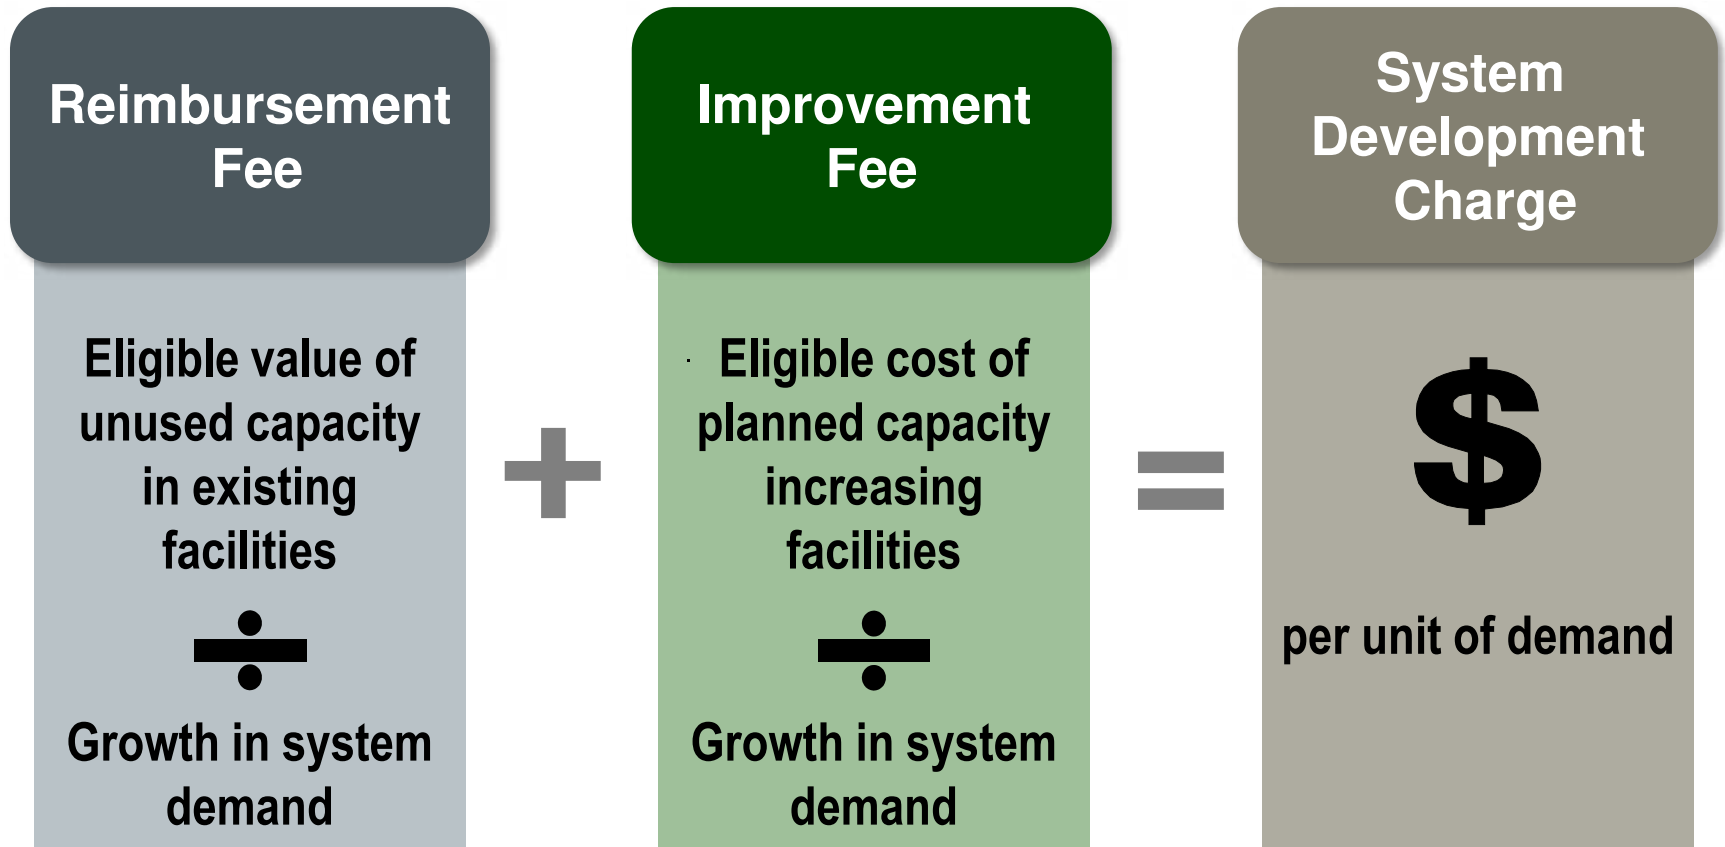 Reimbursement
Fee
Eligible value of
unused capacity
in existing
facilities
÷
Growth in system
demand
+
Improvement
Fee
Eligible cost of
planned capacity
increasing
facilities
÷
Growth in system
demand
=
System
Development
Charge
$
per unit of demand